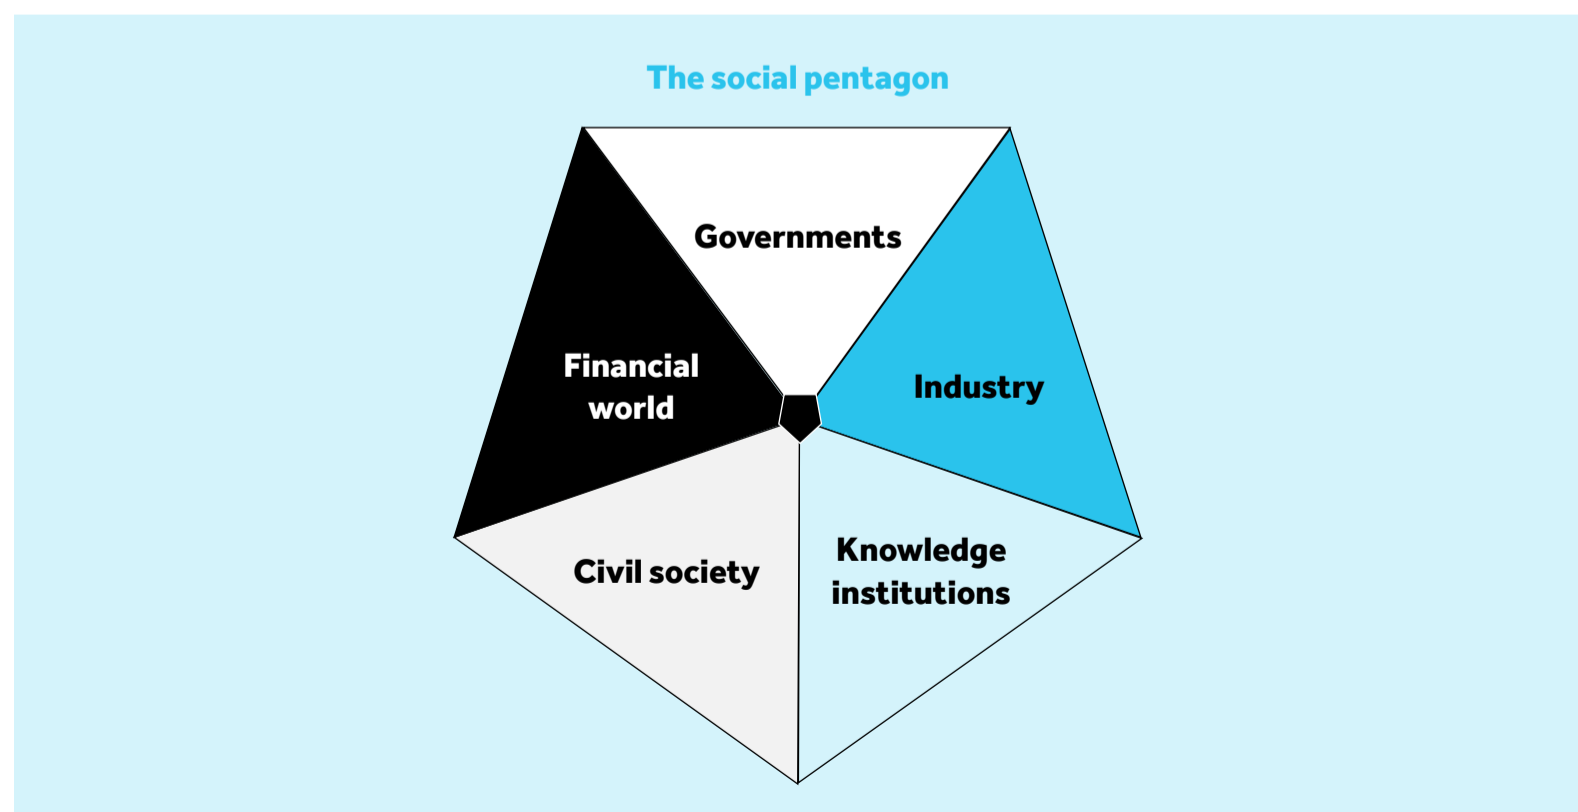 The social pentagon
Governments
Financial
world
Industry
Civil society
Knowledge
institutions